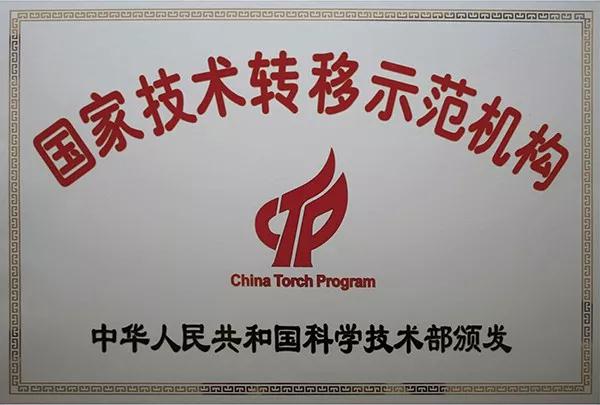 国家技术转移示范机构
CTP
China Torch Program
中华人民共和国科学技术部颁发